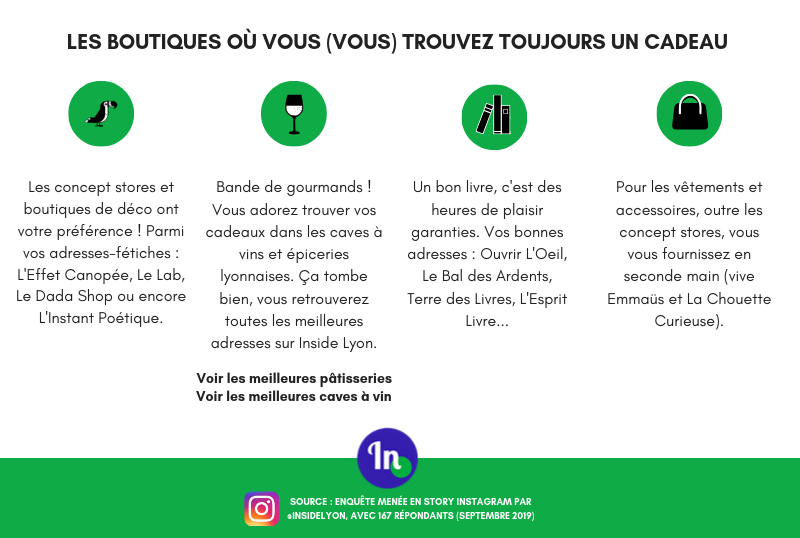 LES BOUTIQUES OÙ VOUS (VOUS) TROUVEZ TOUJOURS UN CADEAU
Les concept stores et
boutiques de déco ont
votre préférence ! Parmi
vos adresses-fétiches :
L'Effet Canopée, Le Lab,
Le Dada Shop ou encore
L'Instant Poétique.
Bande de gourmands !
Vous adorez trouver vos
cadeaux dans les caves à
vins et épiceries
lyonnaises. Ça tombe
bien, vous retrouverez
toutes les meilleures
adresses sur Inside Lyon.
Voir les meilleures pâtisseries
Voir les meilleures caves à vin
Un bon livre, c'est des
heures de plaisir
garanties. Vos bonnes
adresses : Ouvrir L'Oeil,
Le Bal des Ardents,
Terre des Livres, L'Esprit
Livre...
Pour les vêtements et
accessoires, outre les
concept stores, vous
vous fournissez en
seconde main (vive
Emmaüs et La Chouette
Curieuse).
In
SOURCE : ENQUÊTE MENÉE EN STORY INSTAGRAM PAR
@INSIDELYON, AVEC 167 RÉPONDANTS (SEPTEMBRE 2019)